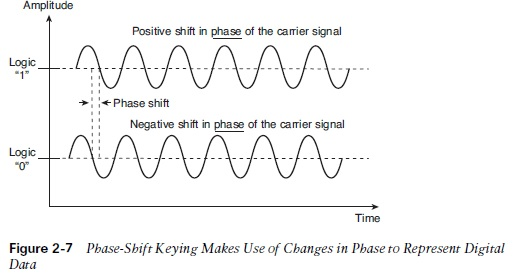 Amplitude
Positive shift in phase of the carrier signal
Logic
"1"
Phase shift
Negative shift in phase of the carrier signal
Logic
"0"
Time
Figure 2-7 Phase-Shift Keying Makes Use of Changes in Phase to Represent Digital
Data